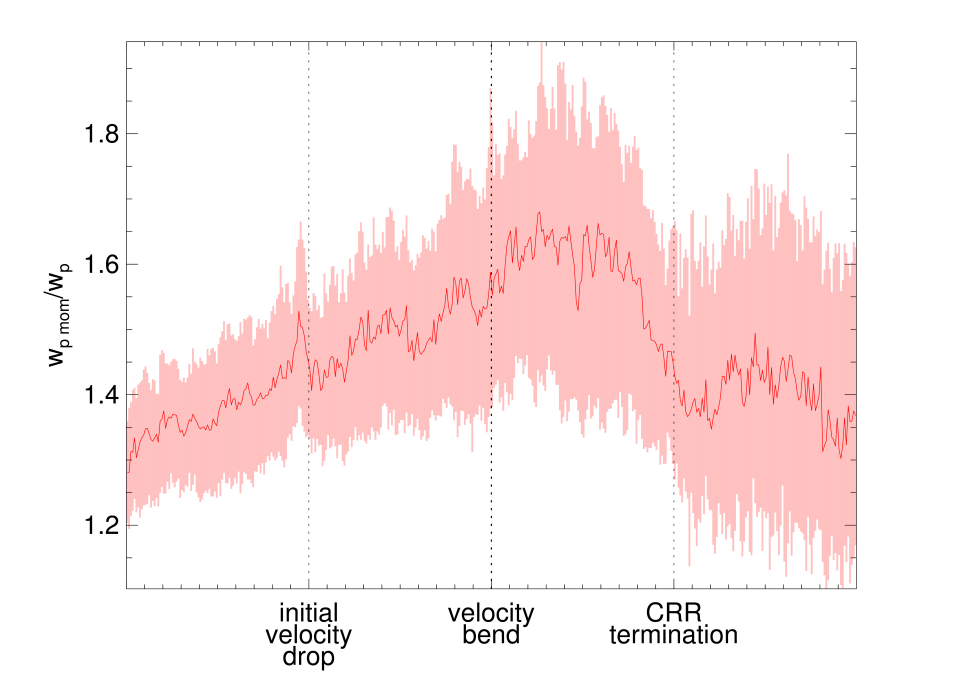 1.8
1.6
1.4
1.2
w_p mom/w_p
initial velocity drop
velocity bend
CRR termination